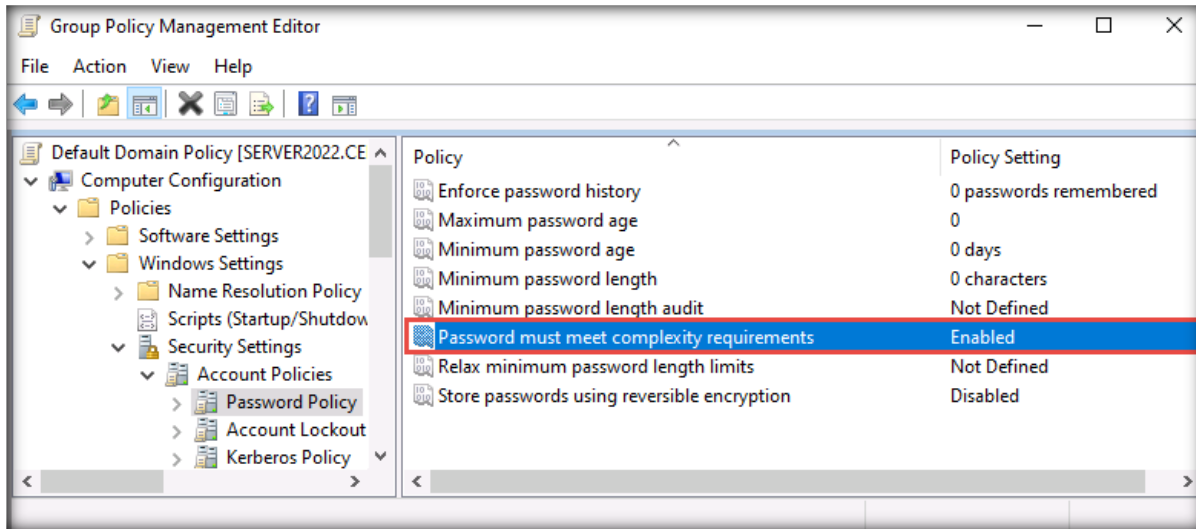 Group Policy Management Editor
File Action View Help
Default Domain Policy [SERVER2022.CE
Computer Configuration
Policies
Software Settings
Windows Settings
Name Resolution Policy
Scripts (Startup/Shutdow
Security Settings
Account Policies
Password Policy
Account Lockout
Kerberos Policy
Policy Policy Setting
Enforce password history 0 passwords remembered
Maximum password age 0
Minimum password age 0 days
Minimum password length 0 characters
Minimum password length audit Not Defined
Password must meet complexity requirements Enabled
Relax minimum password length limits Not Defined
Store passwords using reversible encryption Disabled